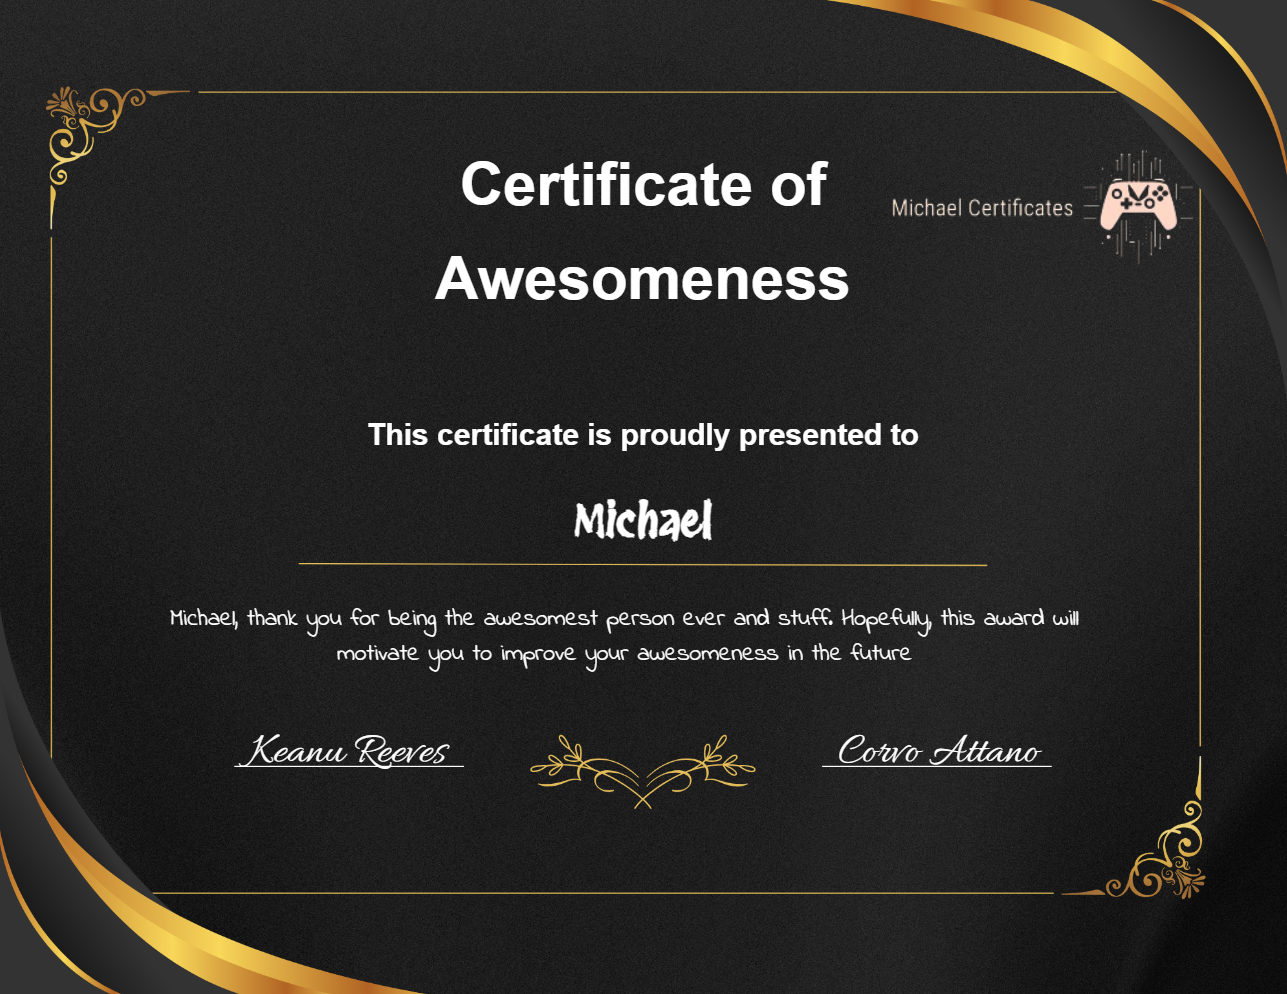 Certificate of
Awesomeness
Michael Certificates
This certificate is proudly presented to
Michael
Michael, thank you for being the awesomest person ever and stuff. Hopefully, this award will
motivate you to improve your awesomeness in the future
Keanu Reeves
Corvo Attano